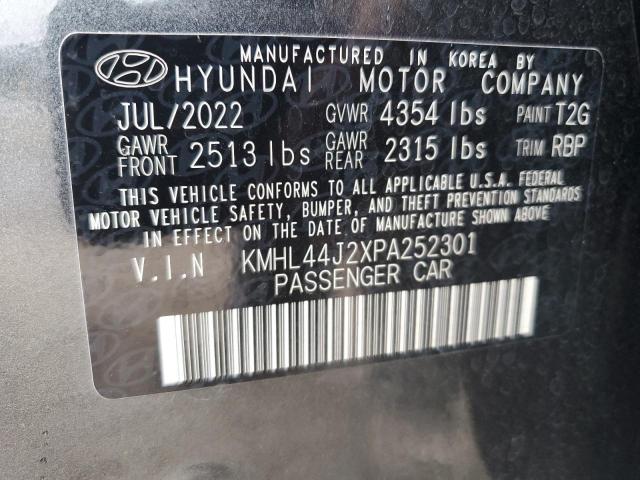 MANUFACTURED IN KOREA BY
HYUNDAI MOTOR COMPANY
JUL/2022 GVWR 4354 lbs PAINT T2G
GAWR FRONT 2513 lbs GAWR REAR 2315 lbs TRIM RBP
THIS VEHICLE CONFORMS TO ALL APPLICABLE U.S.A. FEDERAL
MOTOR VEHICLE SAFETY, BUMPER, AND THEFT PREVENTION STANDARDS
IN EFFECT ON THE DATE OF MANUFACTURE SHOWN ABOVE.
V.I.N KMHL44J2XPA252301
PASSENGER CAR